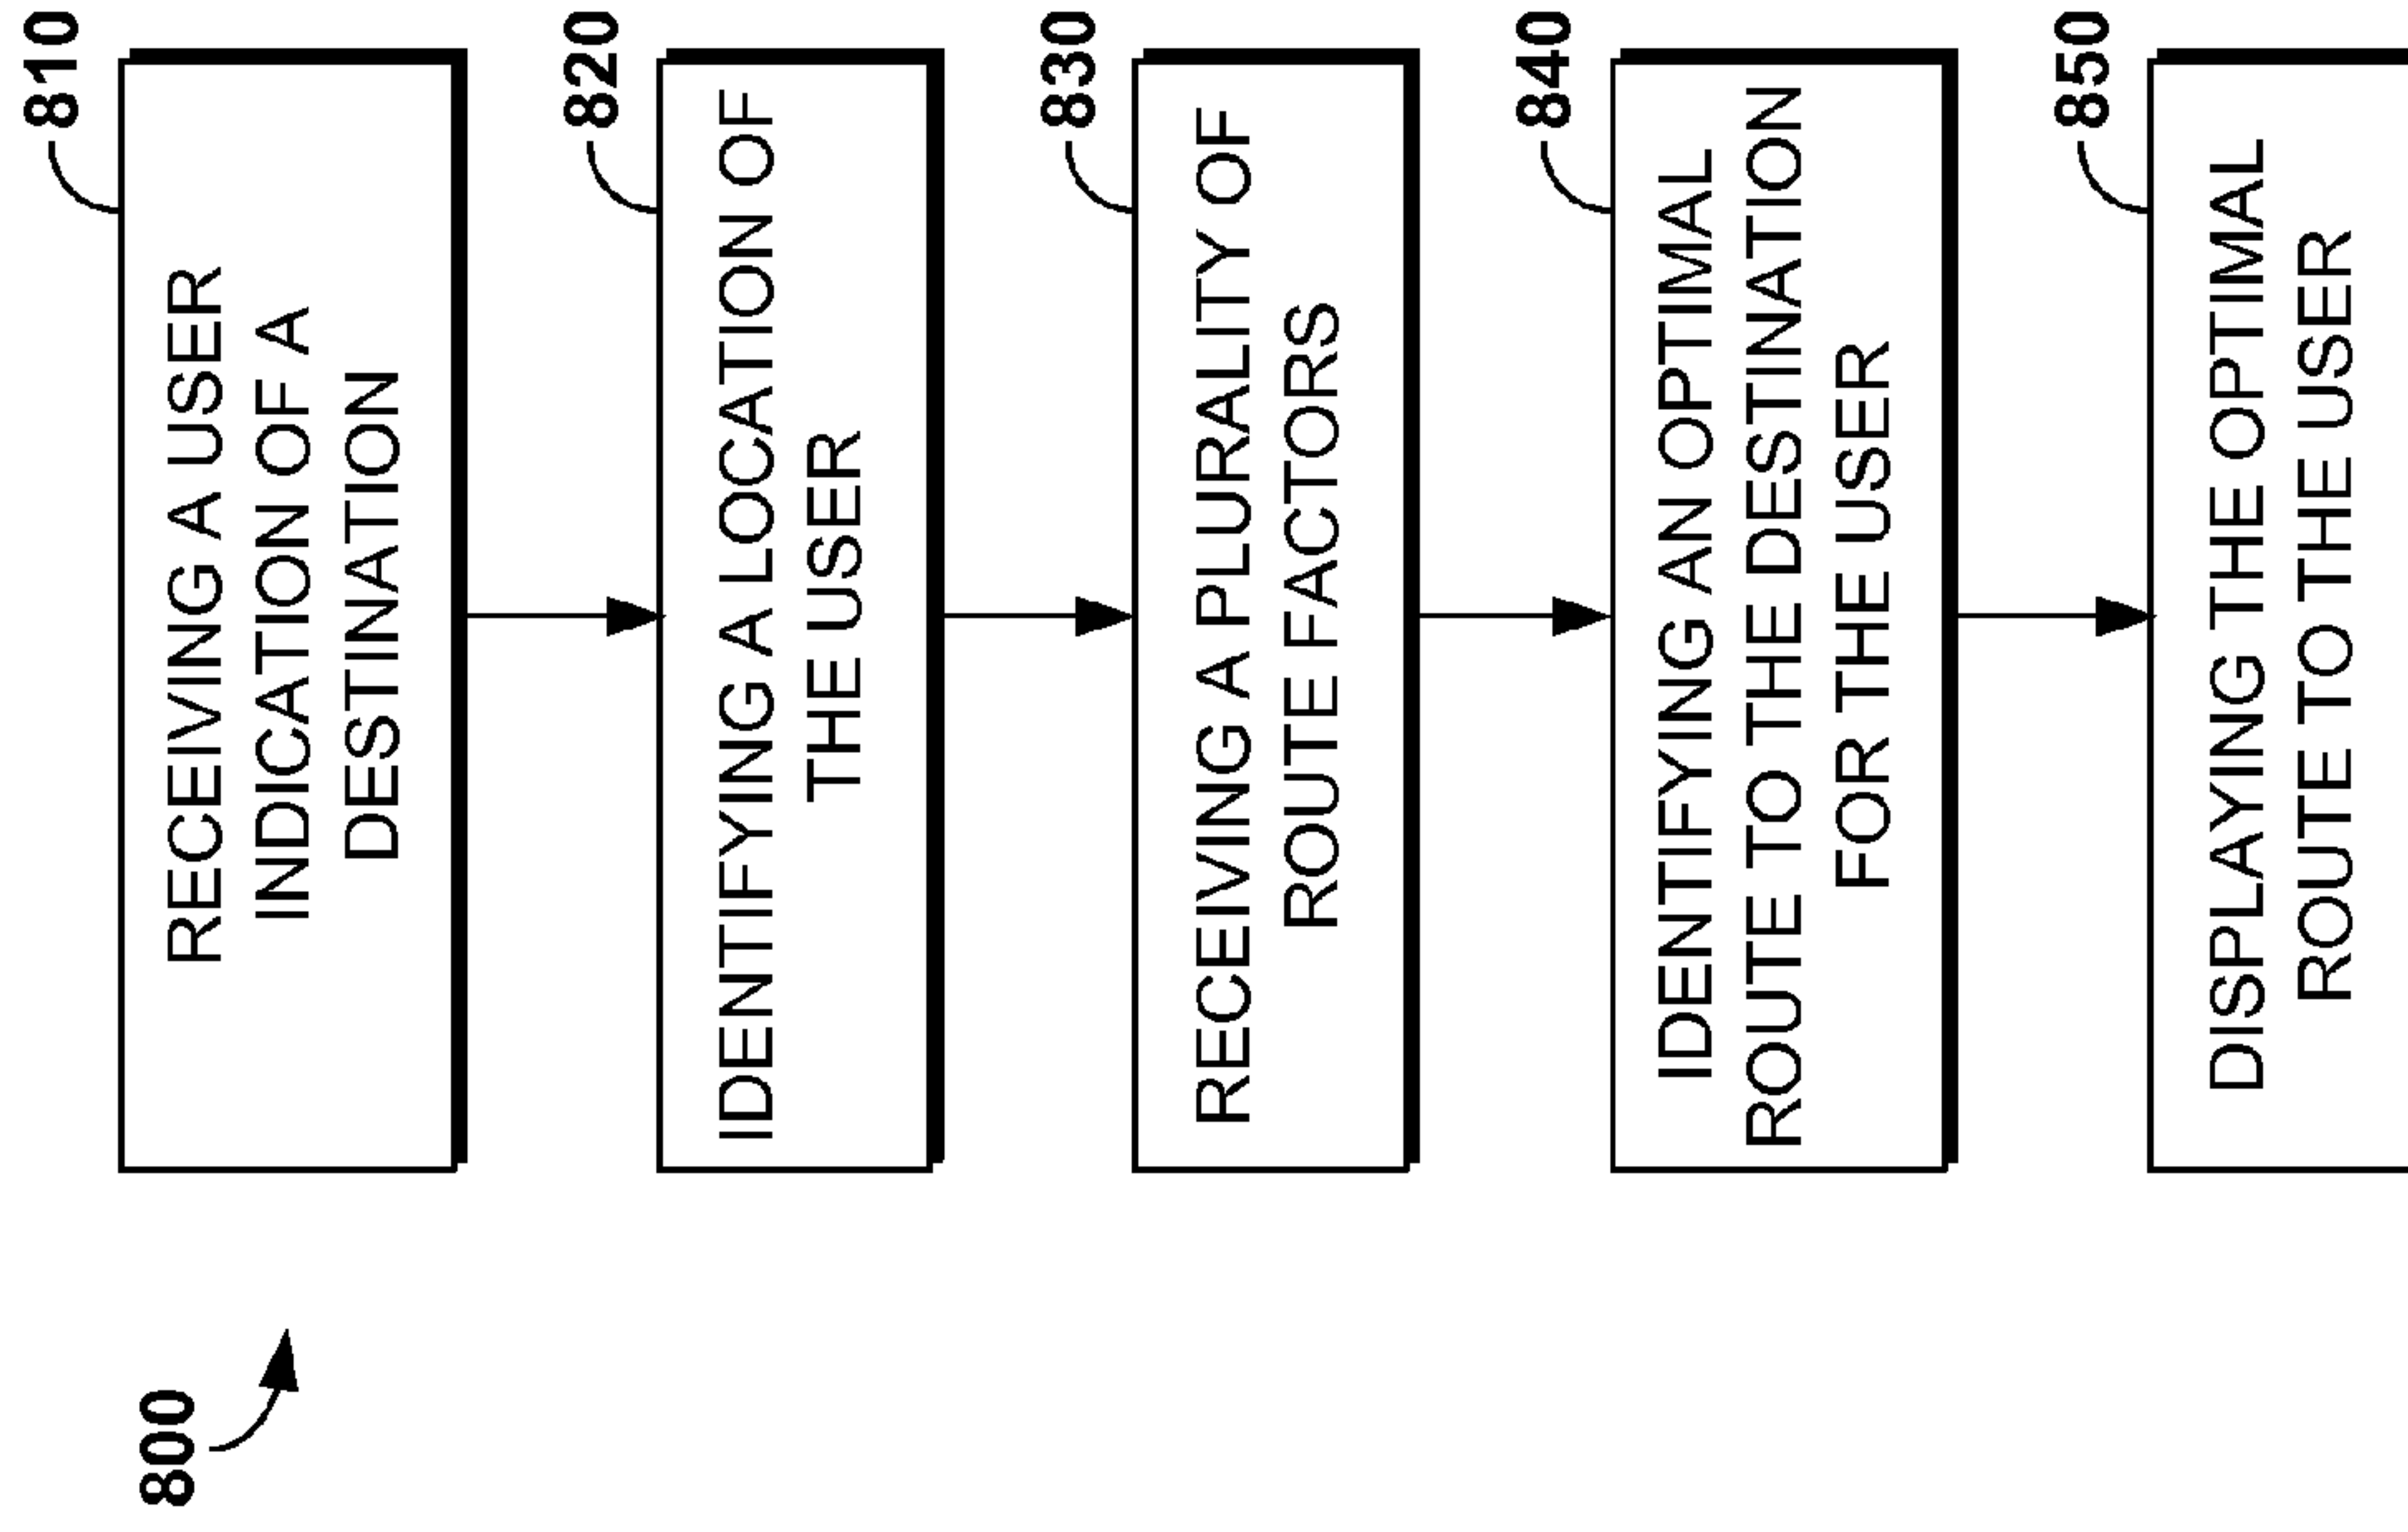 800
810
RECEIVING A USER
INDICATION OF A
DESTINATION
820
IDENTIFYING A LOCATION OF
THE USER
830
RECEIVING A PLURALITY OF
ROUTE FACTORS
840
IDENTIFYING AN OPTIMAL
ROUTE TO THE DESTINATION
FOR THE USER
850
DISPLAYING THE OPTIMAL
ROUTE TO THE USER